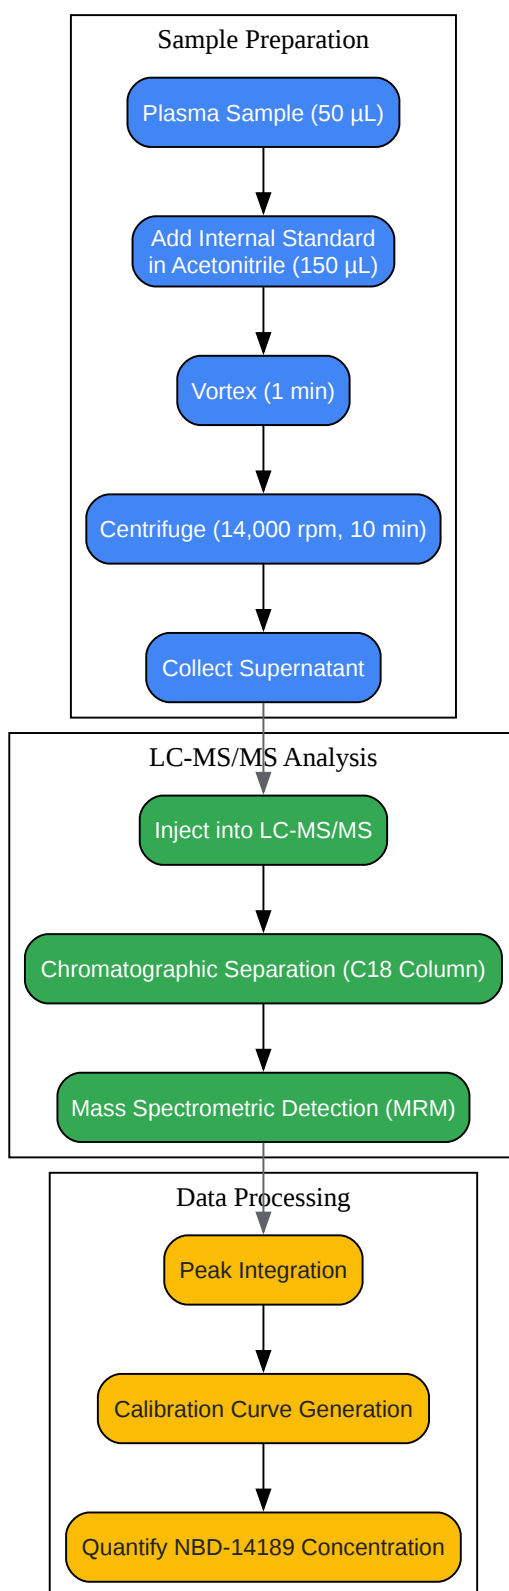 Sample Preparation
Plasma Sample (50 µL)
Add Internal Standard
in Acetonitrile (150 µL)
Vortex (1 min)
Centrifuge (14,000 rpm, 10 min)
Collect Supernatant
LC-MS/MS Analysis
Inject into LC-MS/MS
Chromatographic Separation (C18 Column)
Mass Spectrometric Detection (MRM)
Data Processing
Peak Integration
Calibration Curve Generation
Quantify NBD-14189 Concentration